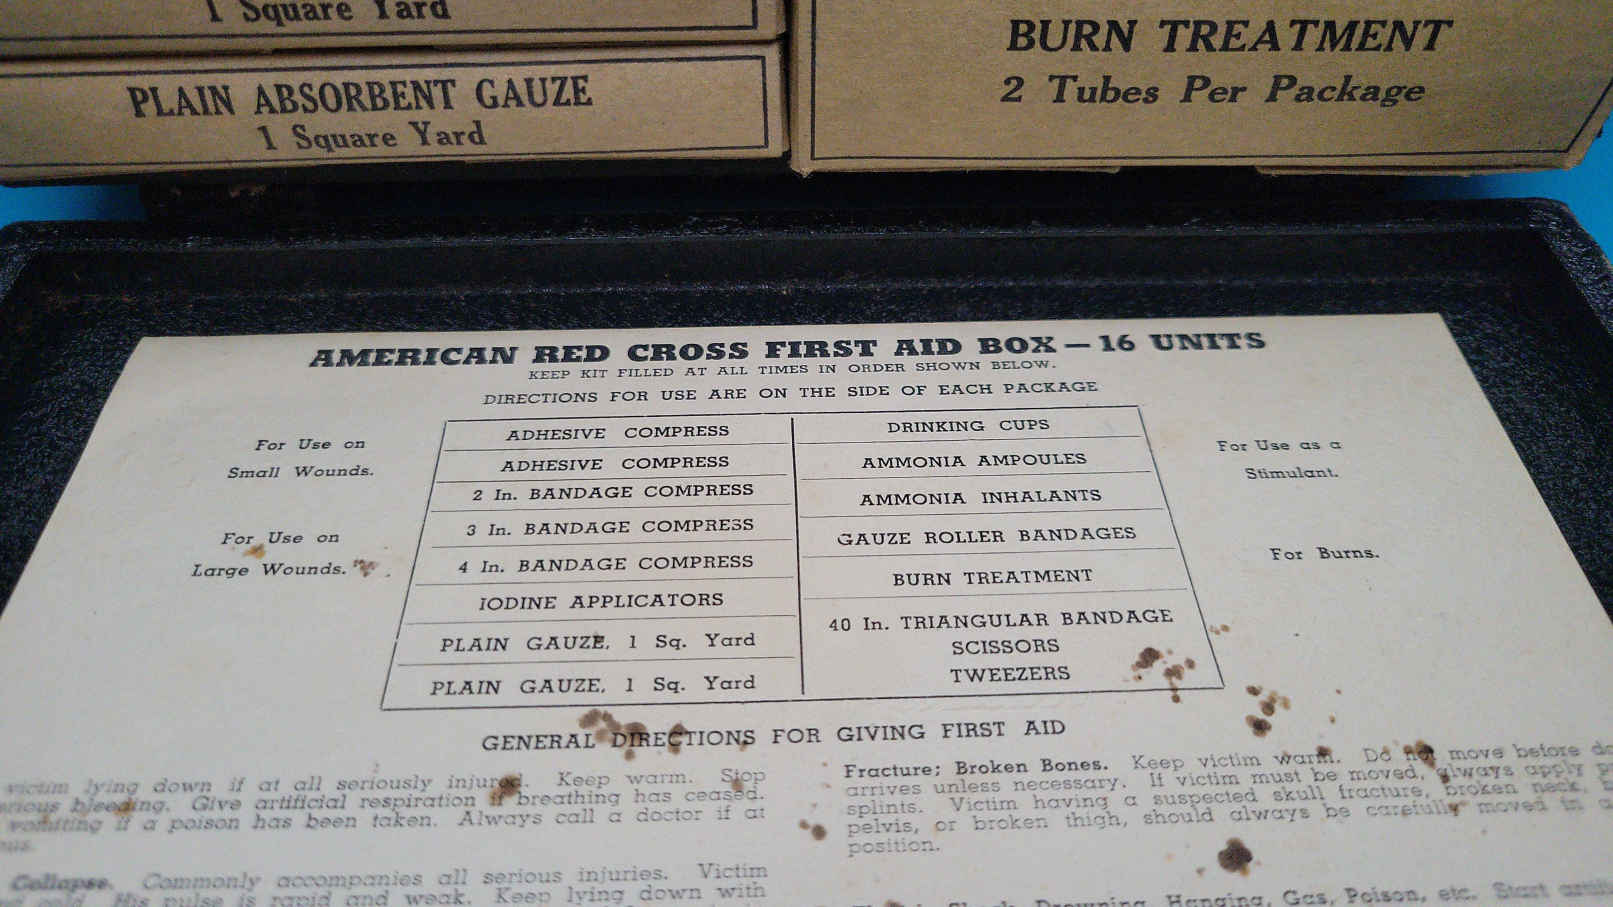 1 Square Yard
PLAIN ABSORBENT GAUZE
1 Square Yard
BURN TREATMENT
2 Tubes Per Package
AMERICAN RED CROSS FIRST AID BOX — 16 UNITS
KEEP KIT FILLED AT ALL TIMES IN ORDER SHOWN BELOW.
DIRECTIONS FOR USE ARE ON THE SIDE OF EACH PACKAGE
For Use on
Small Wounds.
For Use on
Large Wounds.
ADHESIVE COMPRESS
ADHESIVE COMPRESS
2 In. BANDAGE COMPRESS
3 In. BANDAGE COMPRESS
4 In. BANDAGE COMPRESS
IODINE APPLICATORS
PLAIN GAUZE, 1 Sq. Yard
PLAIN GAUZE, 1 Sq. Yard
DRINKING CUPS
AMMONIA AMPOULES
AMMONIA INHALANTS
GAUZE ROLLER BANDAGES
BURN TREATMENT
40 In. TRIANGULAR BANDAGE
SCISSORS
TWEEZERS
For Use as a
Stimulant.
For Burns.
GENERAL DIRECTIONS FOR GIVING FIRST AID
victim lying down if at all seriously injured. Keep warm. Stop
bleeding. Give artificial respiration if breathing has ceased.
vomiting if a poison has been taken. Always call a doctor if at
Collapse. Commonly accompanies all serious injuries. Victim
cold. His pulse is rapid and weak. Keep lying down with
Fracture; Broken Bones. Keep victim warm. Do not move before
arrives unless necessary. If victim must be moved, always apply
splints. Victim having a suspected skull fracture, broken neck,
pelvis, or broken thigh, should always be carefully moved in
position.
Shock, Drowning, Hanging, Gas, Poison, etc. Start